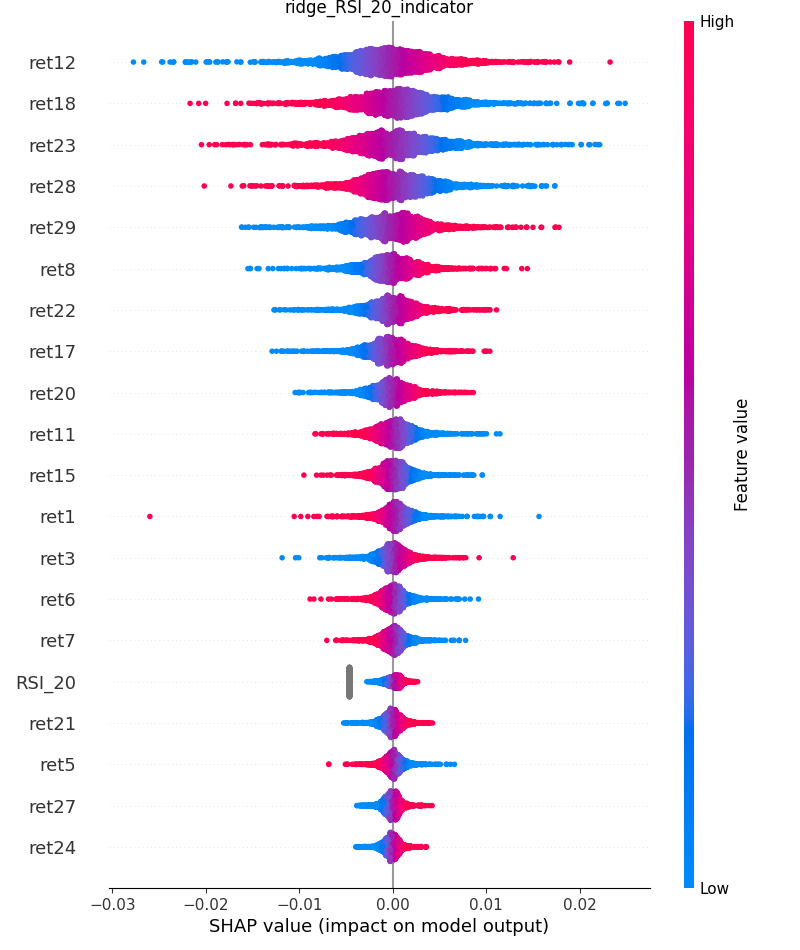 ridge_RSI_20_indicator
High
ret12
ret18
ret23
ret28
ret29
ret8
ret22
ret17
ret20
ret11
ret15
ret1
ret3
ret6
ret7
RSI_20
ret21
ret5
ret27
ret24
Feature value
Low
−0.03 −0.02 −0.01 0.00 0.01 0.02
SHAP value (impact on model output)